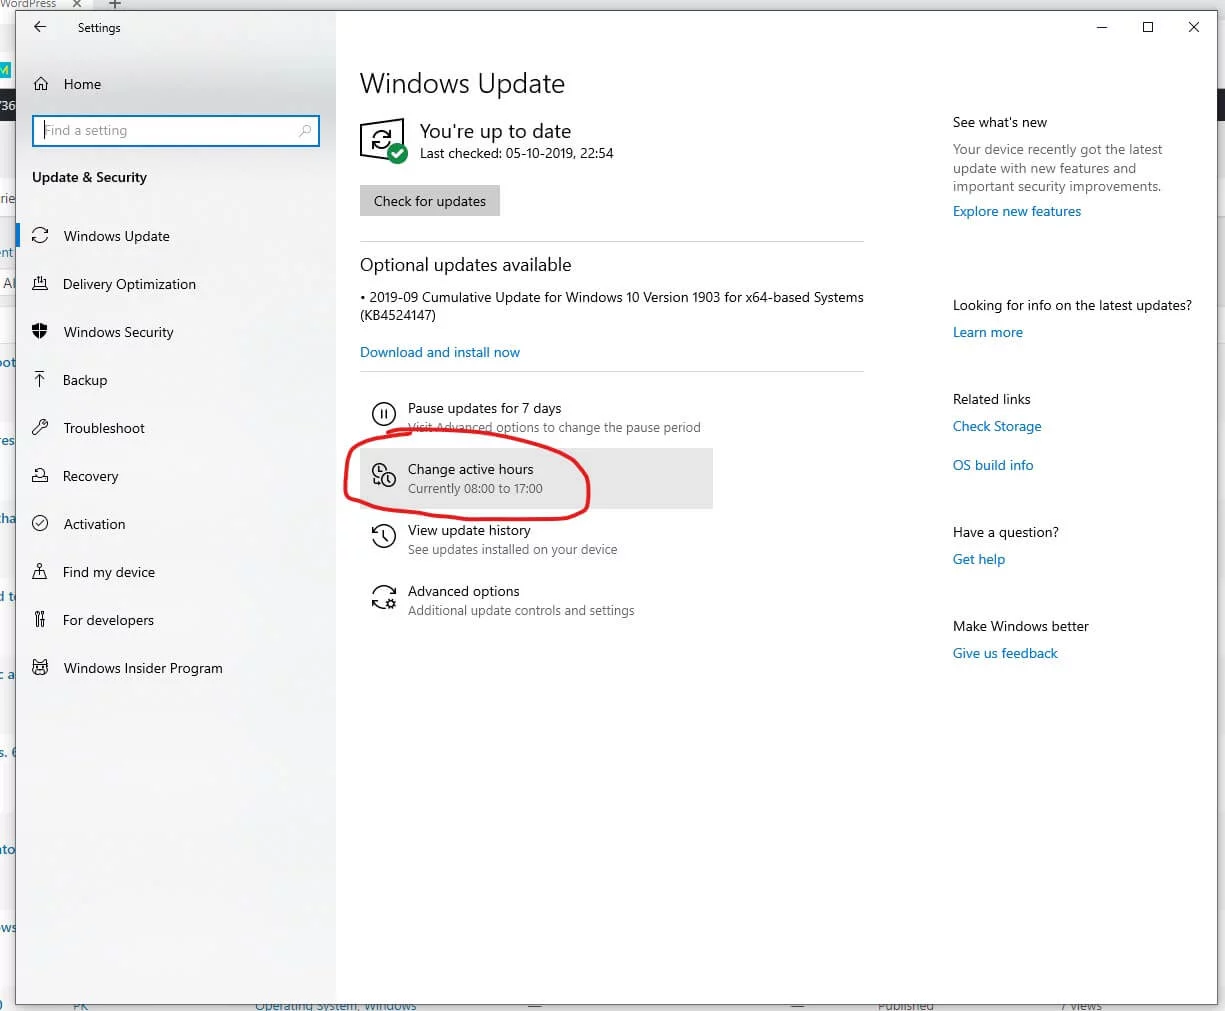 WordPress
Settings
Home
Find a setting
Update & Security
Windows Update
Delivery Optimization
Windows Security
Backup
Troubleshoot
Recovery
Activation
Find my device
For developers
Windows Insider Program
Windows Update
You're up to date
Last checked: 05-10-2019, 22:54
Check for updates
Optional updates available
• 2019-09 Cumulative Update for Windows 10 Version 1903 for x64-based Systems
(KB4524147)
Download and install now
Pause updates for 7 days
Visit Advanced options to change the pause period
Change active hours
Currently 08:00 to 17:00
View update history
See updates installed on your device
Advanced options
Additional update controls and settings
See what's new
Your device recently got the latest
update with new features and
important security improvements.
Explore new features
Looking for info on the latest updates?
Learn more
Related links
Check Storage
OS build info
Have a question?
Get help
Make Windows better
Give us feedback
PK
Operating System, Windows
Published
7 views